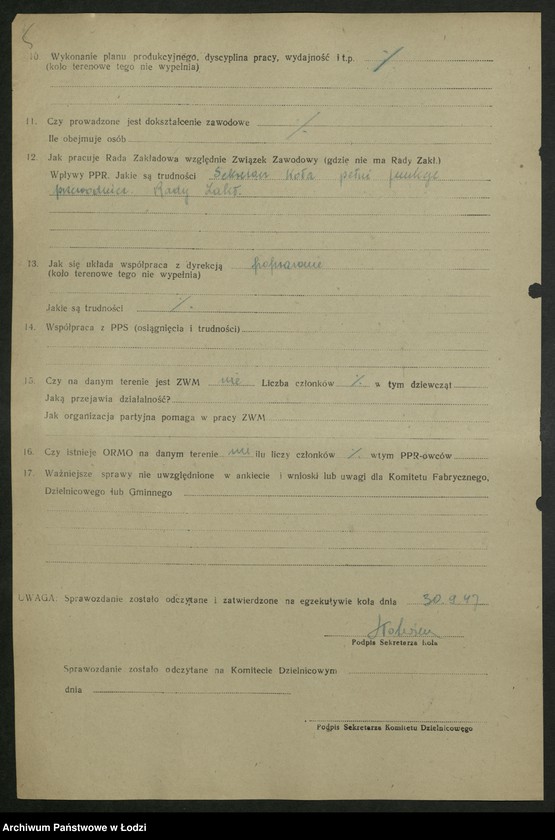 10. Wykonanie planu produkcyjnego, dyscyplina pracy, wydajność i t.p. %
(koło terenowe tego nie wypełnia)
11. Czy prowadzone jest dokształcenie zawodowe
Ile obejmuje osób %
12. Jak pracuje Rada Zakładowa względnie Związek Zawodowy (gdzie nie ma Rady Zakł.)
Wpływy PPR. Jakie są trudności Sekretarz Koła pełni funkcje
przewodnicz. Rady Zakł.
13. Jak się układa współpraca z dyrekcją poprawnie
(koło terenowe tego nie wypełnia)
Jakie są trudności %
14. Współpraca z PPS (osiągnięcia i trudności)
15. Czy na danym terenie jest ZWM nie Liczba członków % w tym dziewcząt
Jaką przejawia działalność?
Jak organizacja partyjna pomaga w pracy ZWM
16. Czy istnieje ORMO na danym terenie nie ilu liczy członków % wtym PPR-owców
17. Ważniejsze sprawy nie uwzględnione w ankiecie i wnioski lub uwagi dla Komitetu Fabrycznego,
Dzielnicowego lub Gminnego
UWAGA: Sprawozdanie zostało odczytane i zatwierdzone na egzekutywie koła dnia
Podpis Sekretarza Koła
Sprawozdanie zostało odczytane na Komitecie Dzielnicowym
dnia
Podpis Sekretarza Komitetu Dzielnicowego
Archiwum Państwowe w Łodzi